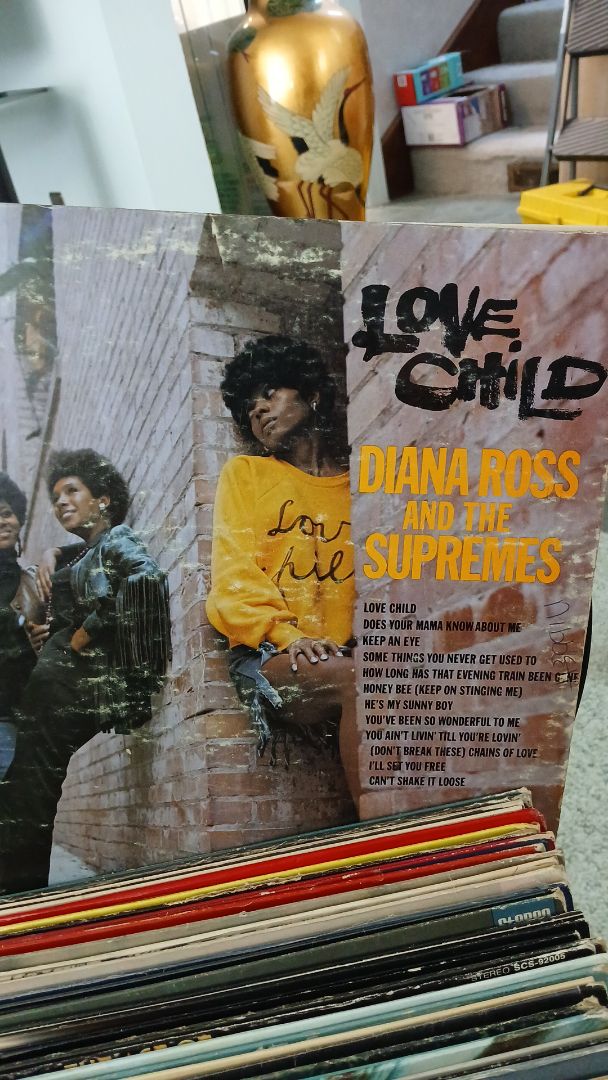 LOVE
CHILD
DIANA ROSS
AND THE
SUPREMES
Lov
LOVE CHILD
DOES YOUR MAMA KNOW ABOUT ME
KEEP AN EYE
SOME THINGS YOU NEVER GET USED TO
HOW LONG HAS THAT EVENING TRAIN BEEN GONE
HONEY BEE (KEEP ON STINGING ME)
HE'S MY SUNNY BOY
YOU'VE BEEN SO WONDERFUL TO ME
YOU AIN'T LIVIN' TILL YOU'RE LOVIN'
(DON'T BREAK THESE) CHAINS OF LOVE
I'LL SET YOU FREE
CAN'T SHAKE IT LOOSE
STEREO SCS-92005